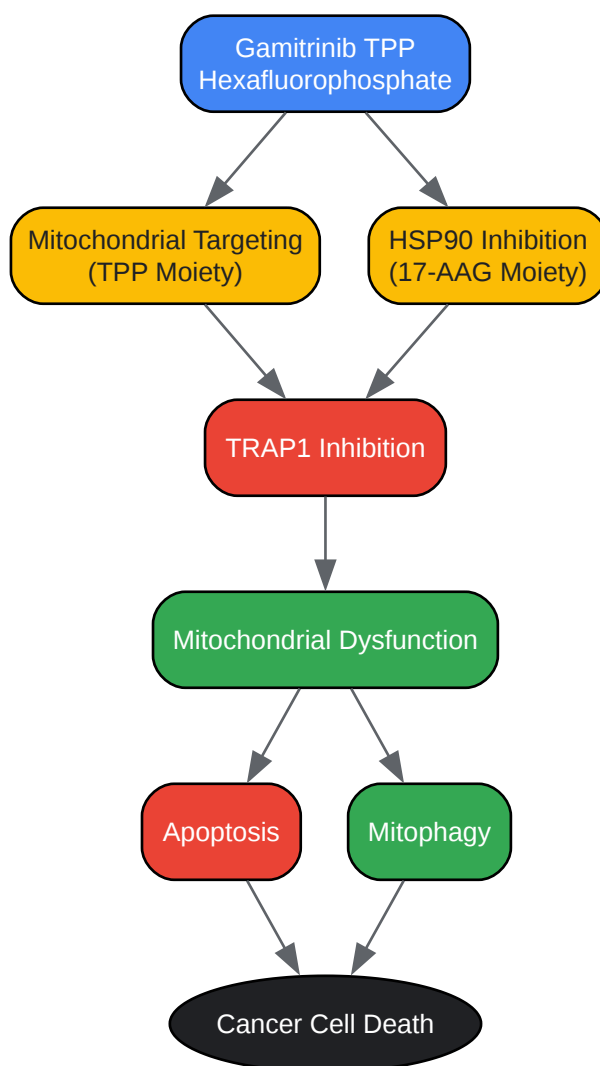 Gamitrinib TPP
Hexafluorophosphate
Mitochondrial Targeting
(TPP Moiety)
HSP90 Inhibition
(17-AAG Moiety)
TRAP1 Inhibition
Mitochondrial Dysfunction
Apoptosis
Mitophagy
Cancer Cell Death